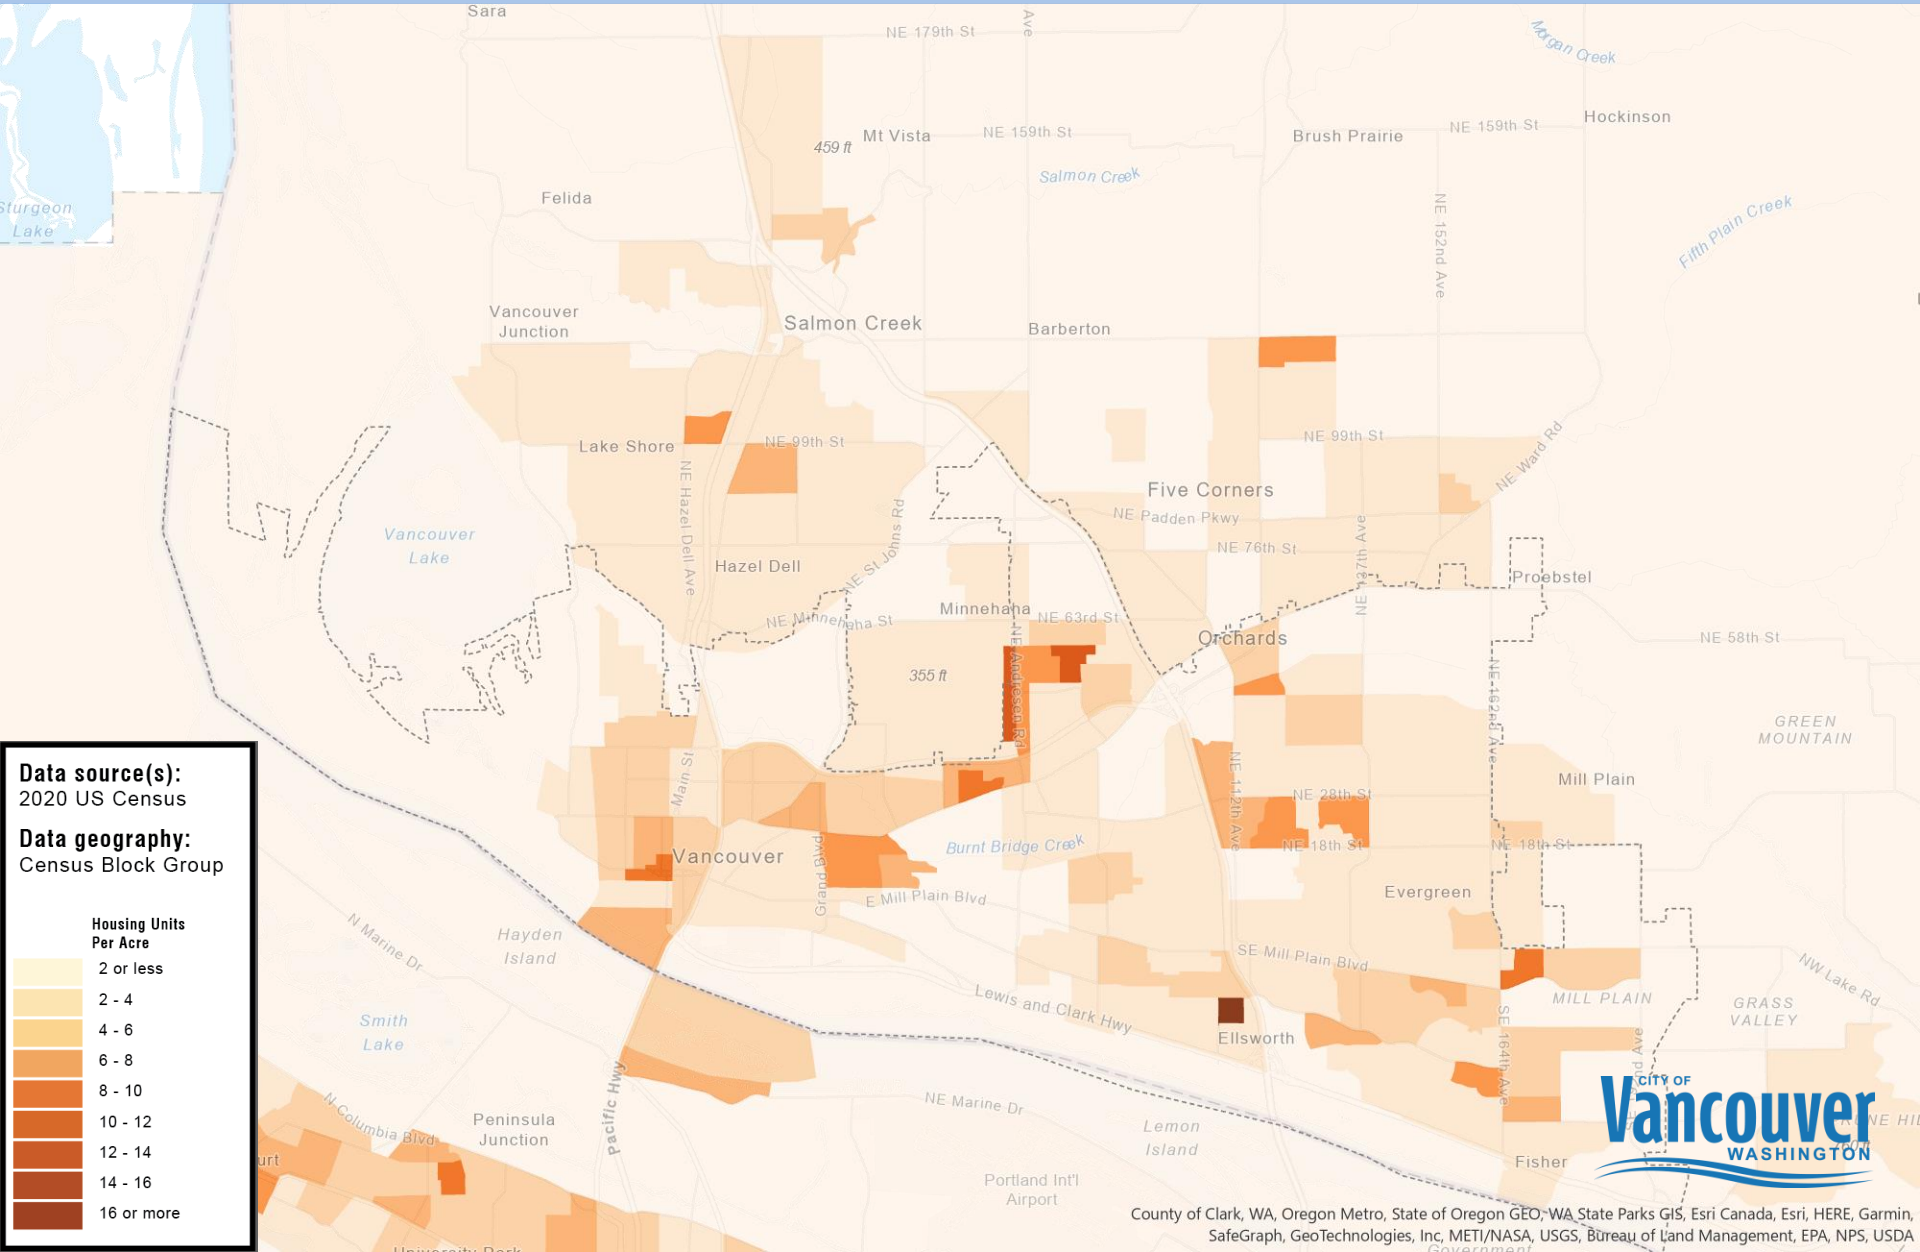 Sara
NE 179th St
Ave
Morgan Creek
Hockinson
459 ft
Mt Vista
NE 159th St
Brush Prairie
NE 159th St
Salmon Creek
Felida
Sturgeon
Lake
NE 152nd Ave
Fifth Plain Creek
Vancouver
Junction
Salmon Creek
Barberton
Lake Shore
NE 99th St
NE 99th St
NE Ward Rd
NE Hazel Dell Ave
Five Corners
NE Padden Pkwy
NE St Johns Rd
Vancouver
Lake
NE 76th St
NE 137th Ave
Hazel Dell
Proebstel
Minnehaha
NE Minnehaha St
NE 63rd St
Orchards
NE 58th St
355 ft
NE Andresen Rd
NE 162nd Ave
GREEN
MOUNTAIN
Main St
NE 112th Ave
NE 28th St
Mill Plain
Data source(s):
2020 US Census
Data geography:
Census Block Group
Housing Units
Per Acre
2 or less
2 - 4
4 - 6
6 - 8
8 - 10
10 - 12
12 - 14
14 - 16
16 or more
Vancouver
Grand Blvd
Burnt Bridge Creek
NE 18th St
NE 18th St
E Mill Plain Blvd
Evergreen
N Marine Dr
Hayden
Island
SE Mill Plain Blvd
NW Lake Rd
Lewis and Clark Hwy
MILL PLAIN
GRASS
VALLEY
Smith
Lake
Ellsworth
SE 164th Ave
Pacific Hwy
N Columbia Blvd
Peninsula
Junction
NE Marine Dr
Lemon
Island
CITY OF
Vancouver
WASHINGTON
760 ft
urt
Fisher
Portland Int'l
Airport
University Park
Government
County of Clark, WA, Oregon Metro, State of Oregon GEO, WA State Parks GIS, Esri Canada, Esri, HERE, Garmin,
SafeGraph, GeoTechnologies, Inc, METI/NASA, USGS, Bureau of Land Management, EPA, NPS, USDA